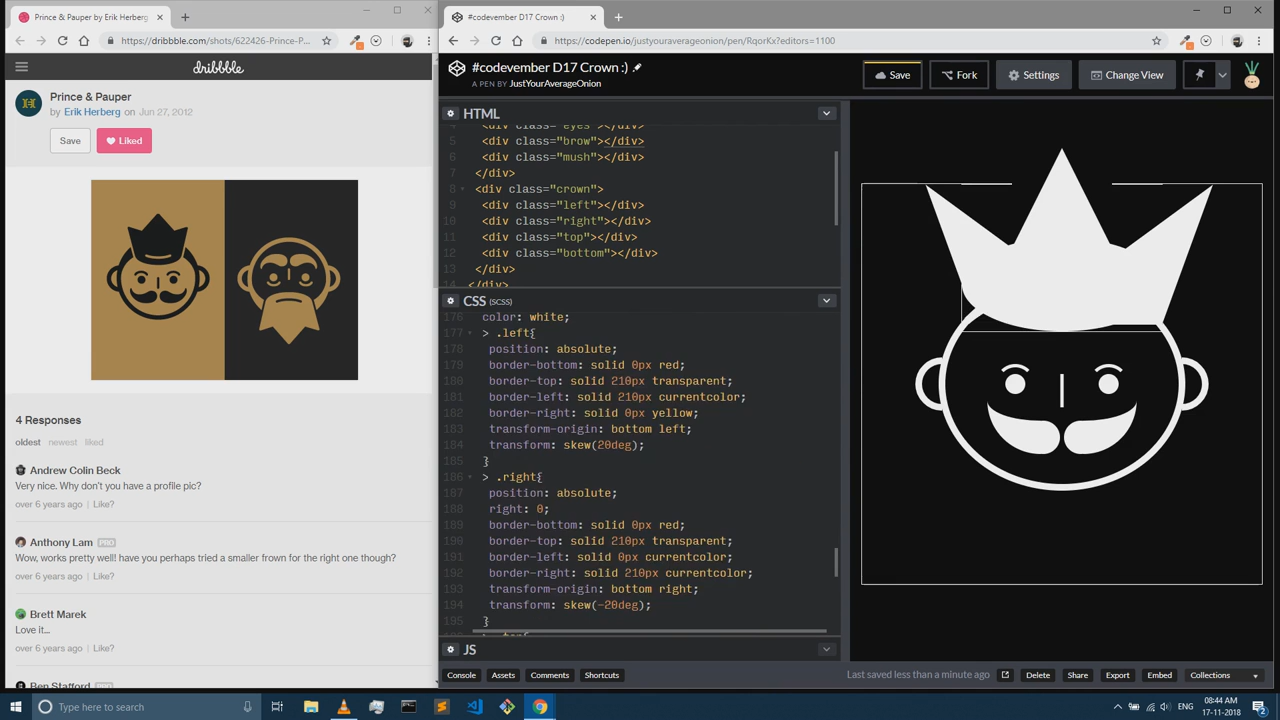 Prince & Pauper by Erik Herberg
https://dribbble.com/shots/622426-Prince-P...
dribbble
Prince & Pauper
by Erik Herberg on Jun 27, 2012
Save
Liked
4 Responses
oldest newest liked
Andrew Colin Beck
Very nice. Why don't you have a profile pic?
over 6 years ago | Like?
Anthony Lam PRO
Wow, works pretty well! have you perhaps tried a smaller frown for the right one though?
over 6 years ago | Like?
Brett Marek
Love it...
over 6 years ago | Like?
Ben Stafford PRO
#codevember D17 Crown :)
https://codepen.io/justyouraverageonion/pen/RqorKx?editors=1100
#codevember D17 Crown :)
A PEN BY JustYourAverageOnion
Save
Fork
Settings
Change View
HTML
4 <div class="eyes"></div>
5 <div class="brow"></div>
6 <div class="mush"></div>
7 </div>
8 <div class="crown">
9 <div class="left"></div>
10 <div class="right"></div>
11 <div class="top"></div>
12 <div class="bottom"></div>
13 </div>
14 </div>
CSS (SCSS)
176 color: white;
177 > .left{
178 position: absolute;
179 border-bottom: solid 0px red;
180 border-top: solid 210px transparent;
181 border-left: solid 210px currentcolor;
182 border-right: solid 0px yellow;
183 transform-origin: bottom left;
184 transform: skew(20deg);
185 }
186 > .right{
187 position: absolute;
188 right: 0;
189 border-bottom: solid 0px red;
190 border-top: solid 210px transparent;
191 border-left: solid 0px currentcolor;
192 border-right: solid 210px currentcolor;
193 transform-origin: bottom right;
194 transform: skew(-20deg);
195 }
JS
Console
Assets
Comments
Shortcuts
Last saved less than a minute ago
Delete
Share
Export
Embed
Collections
Type here to search
ENG
08:44 AM
17-11-2018
2